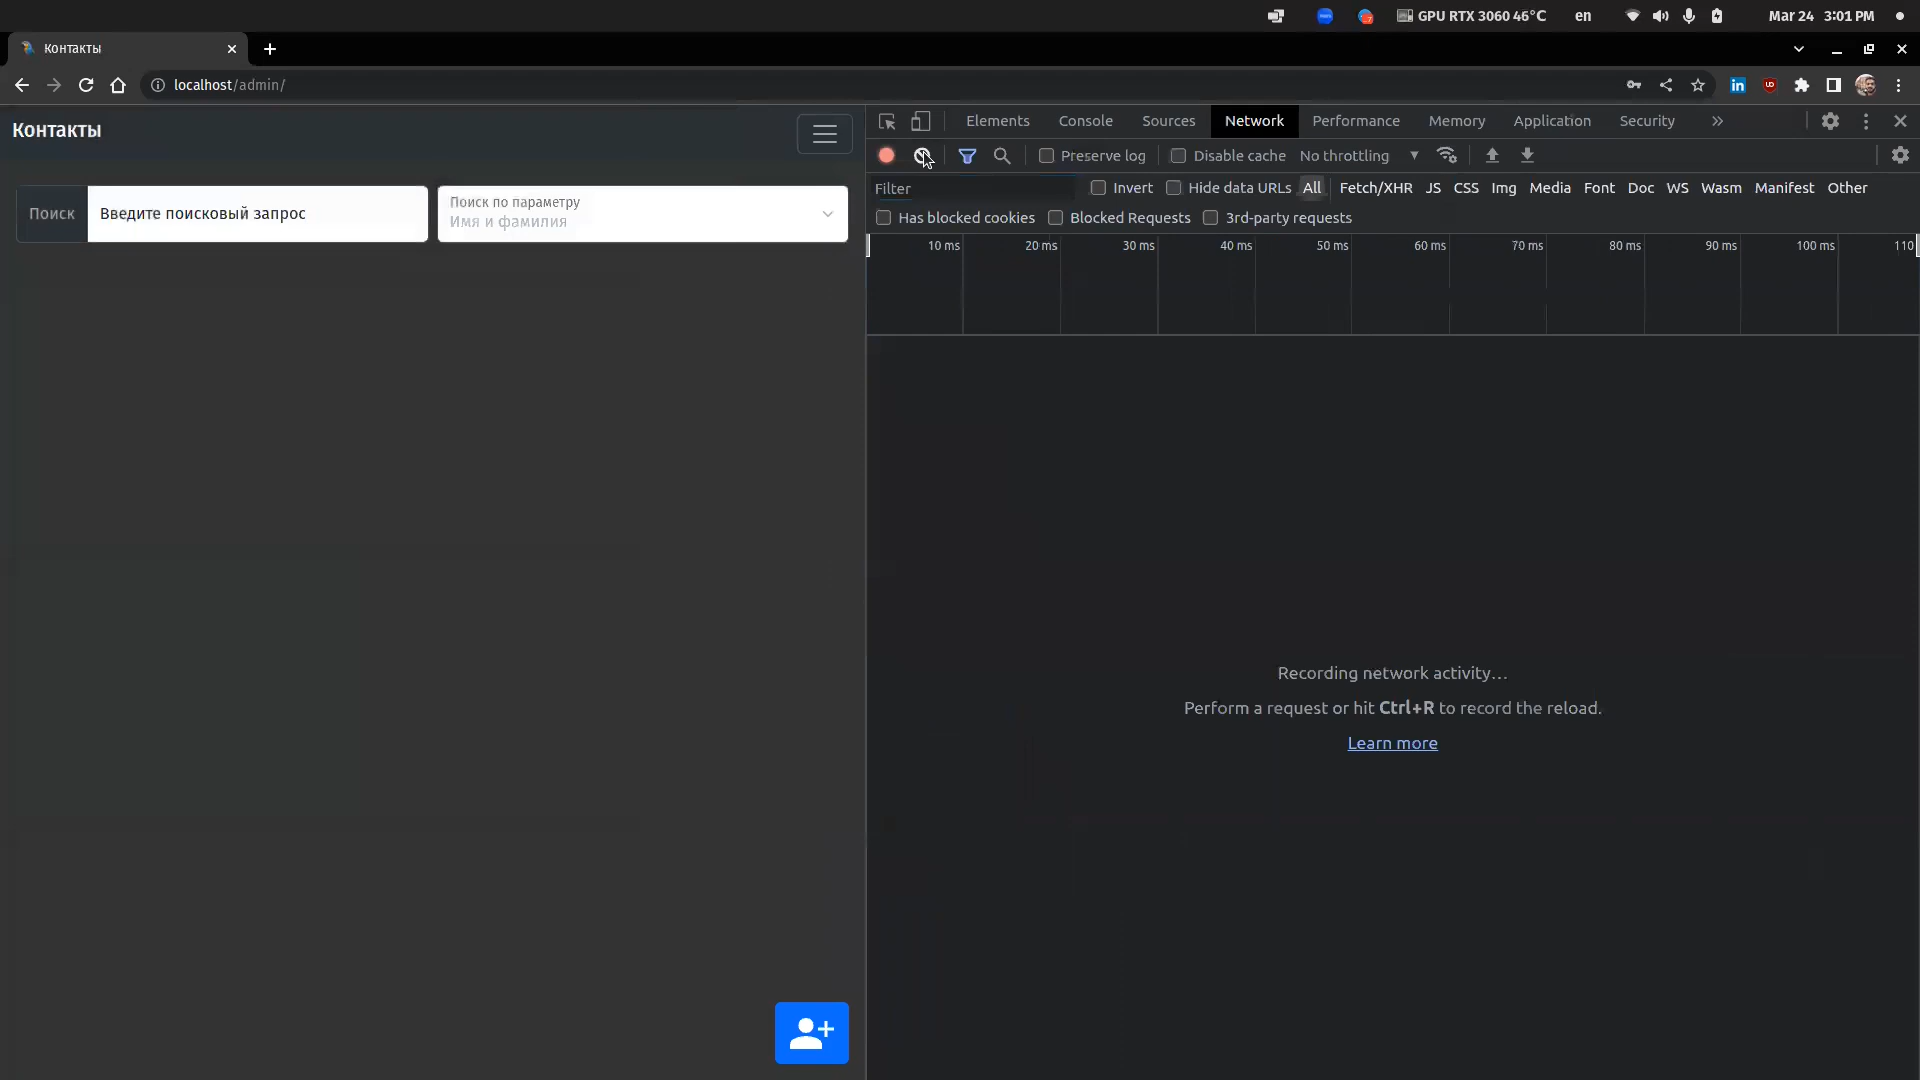 GPU RTX 3060 46°C
en
Mar 24 3:01 PM
Контакты
localhost/admin/
Контакты
Поиск
Введите поисковый запрос
Поиск по параметру
Имя и фамилия
Elements
Console
Sources
Network
Performance
Memory
Application
Security
Preserve log
Disable cache
No throttling
Filter
Invert
Hide data URLs
All
Fetch/XHR
JS
CSS
Img
Media
Font
Doc
WS
Wasm
Manifest
Other
Has blocked cookies
Blocked Requests
3rd-party requests
10 ms
20 ms
30 ms
40 ms
50 ms
60 ms
70 ms
80 ms
90 ms
100 ms
110
Recording network activity…
Perform a request or hit Ctrl+R to record the reload.
Learn more